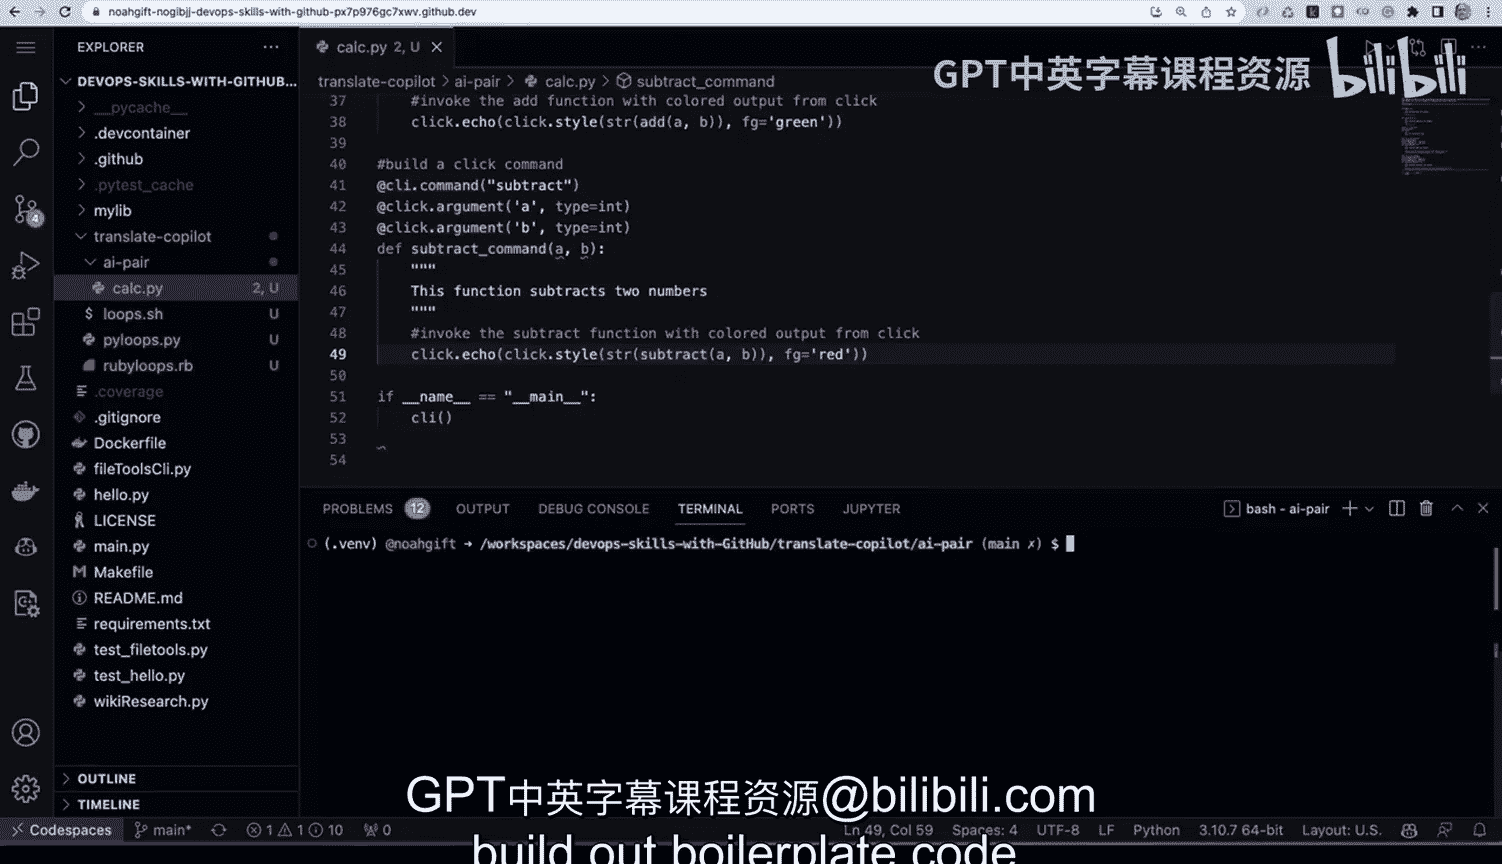 noahgift-nogibjj-devops-skills-with-github-px7p976gc7xwv.github.dev
EXPLORER
DEVOPS-SKILLS-WITH-GITHUB...
__pycache__
.devcontainer
.github
.pytest_cache
mylib
translate-copilot
ai-pair
calc.py 2, U
loops.sh U
pyloops.py U
rubyloops.rb U
.coverage
.gitignore
Dockerfile
fileToolsCli.py
hello.py
LICENSE
main.py
Makefile
README.md
requirements.txt
test_filetools.py
test_hello.py
wikiResearch.py
OUTLINE
TIMELINE
4
calc.py 2, U
GPT中英字幕课程资源 bilibili
translate-copilot > ai-pair > calc.py > subtract_command
37 #invoke the add function with colored output from click
38 click.echo(click.style(str(add(a, b)), fg='green'))
39
40 #build a click command
41 @cli.command("subtract")
42 @click.argument('a', type=int)
43 @click.argument('b', type=int)
44 def subtract_command(a, b):
45 """
46 This function subtracts two numbers
47 """
48 #invoke the subtract function with colored output from click
49 click.echo(click.style(str(subtract(a, b)), fg='red'))
50
51 if __name__ == "__main__":
52 cli()
53
54
PROBLEMS 12 OUTPUT DEBUG CONSOLE TERMINAL PORTS JUPYTER bash - ai-pair
(.venv) @noahgift → /workspaces/devops-skills-with-GitHub/translate-copilot/ai-pair (main ✗) $
GPT中英字幕课程资源@bilibili.com
Codespaces main* 1 1 10 0 Ln 49, Col 59 Spaces: 4 UTF-8 LF Python 3.10.7 64-bit Layout: U.S.
build out boilerplate code